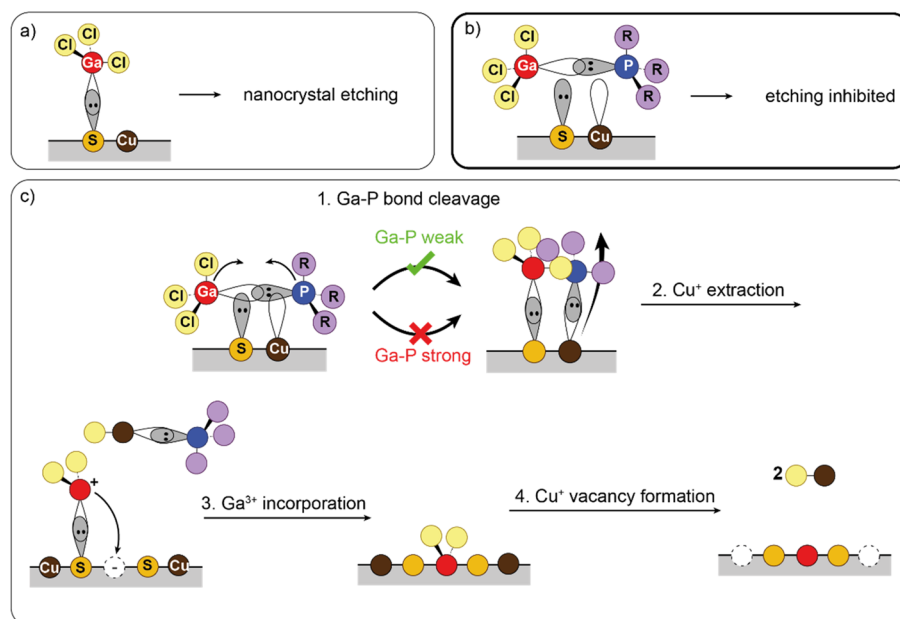 a)
Cl
Cl
Ga Cl
S Cu
nanocrystal etching
b)
Cl R
Cl Ga P R
Cl R
S Cu
etching inhibited
c)
1. Ga-P bond cleavage
Ga-P weak
Cl R
Cl Ga P R
Cl R
S Cu
Ga-P strong
2. Cu⁺ extraction
+
Cu S - S Cu
3. Ga³⁺ incorporation
4. Cu⁺ vacancy formation
2